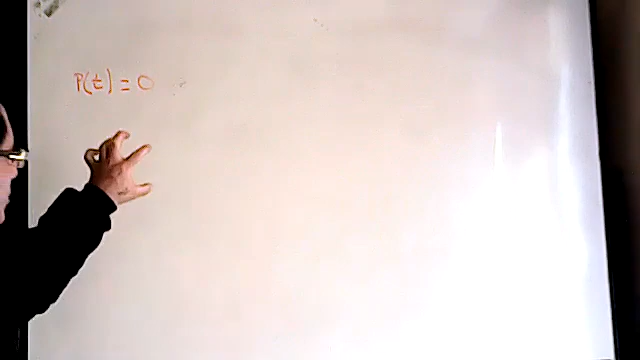 P(t) = 0